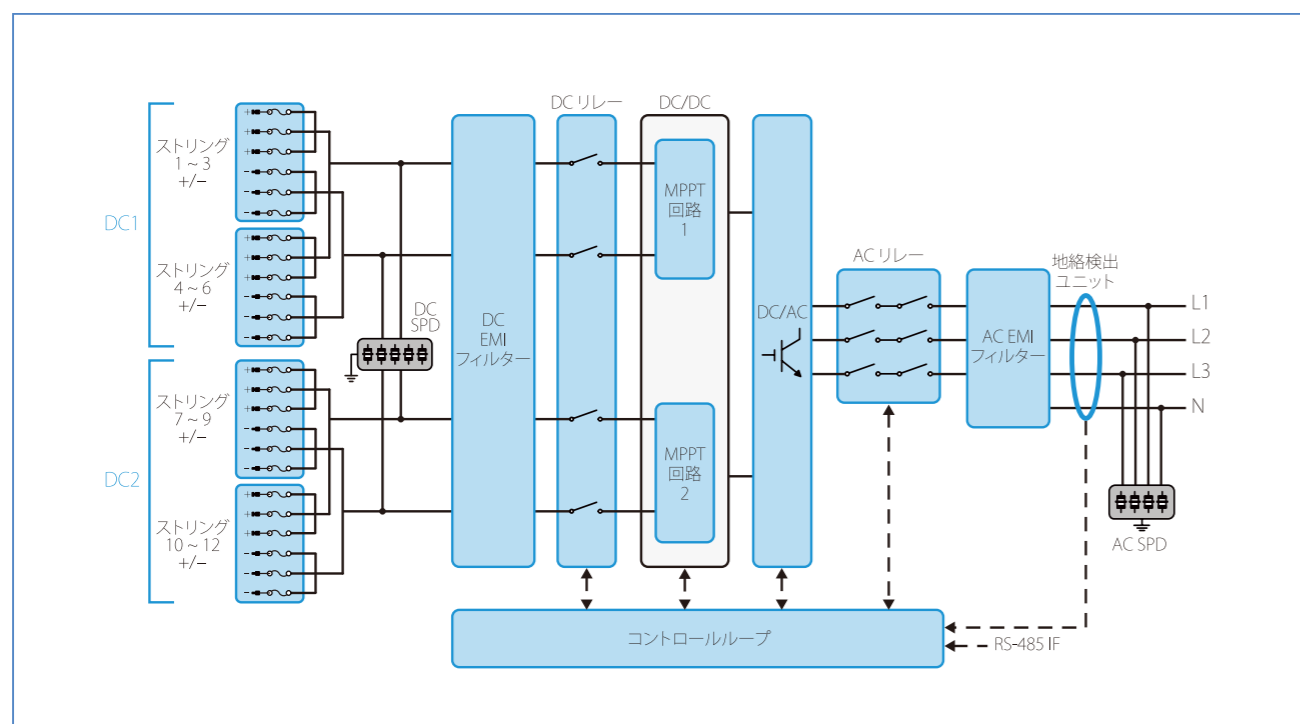 DC1
ストリング
1 ~ 3
+/–
ストリング
4 ~ 6
+/–
DC2
ストリング
7 ~ 9
+/–
ストリング
10 ~ 12
+/–
+
+
+
-
-
-
+
+
+
-
-
-
+
+
+
-
-
-
+
+
+
-
-
-
DC
SPD
DC
EMI
フィルター
DC リレー
DC/DC
MPPT
回路
1
MPPT
回路
2
DC/AC
AC リレー
AC EMI
フィルター
地絡検出
ユニット
L1
L2
L3
N
AC SPD
コントロールループ
RS-485 IF